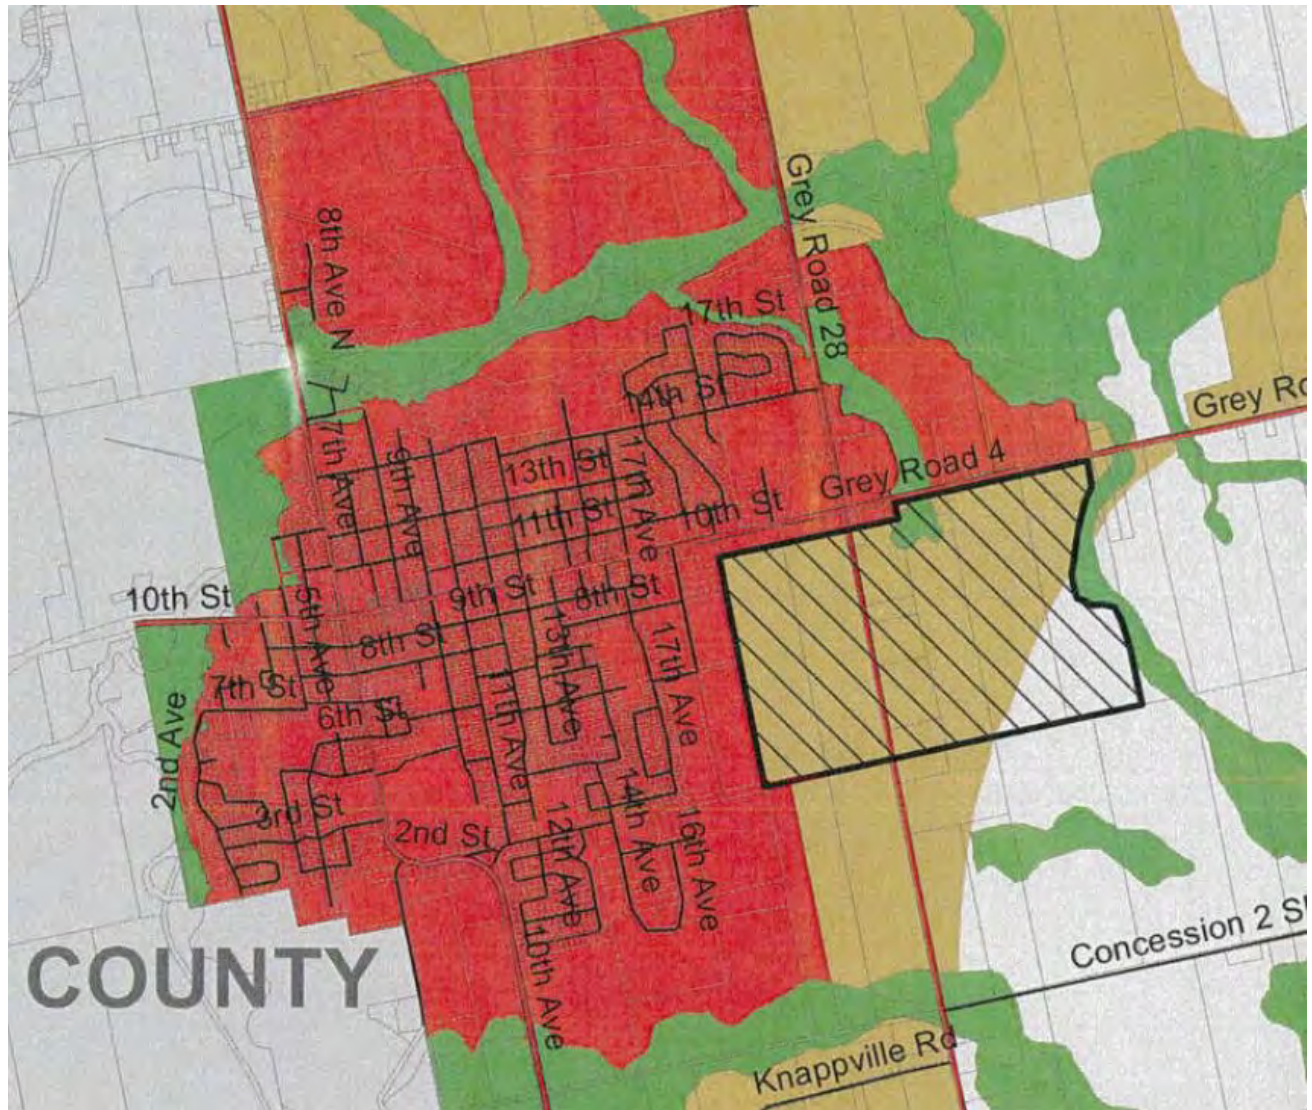 8th Ave N
Grey Road 28
17th St
14th St
Grey Ro
7th Ave
9th Ave
13th St
17th Ave
Grey Road 4
11th St
10th St
10th St
5th Ave
9th St
8th St
8th St
13th Ave
17th Ave
7th St
6th St
11th Ave
2nd Ave
3rd St
2nd St
12th Ave
14th Ave
16th Ave
10th Ave
COUNTY
Concession 2 S
Knappville Rd